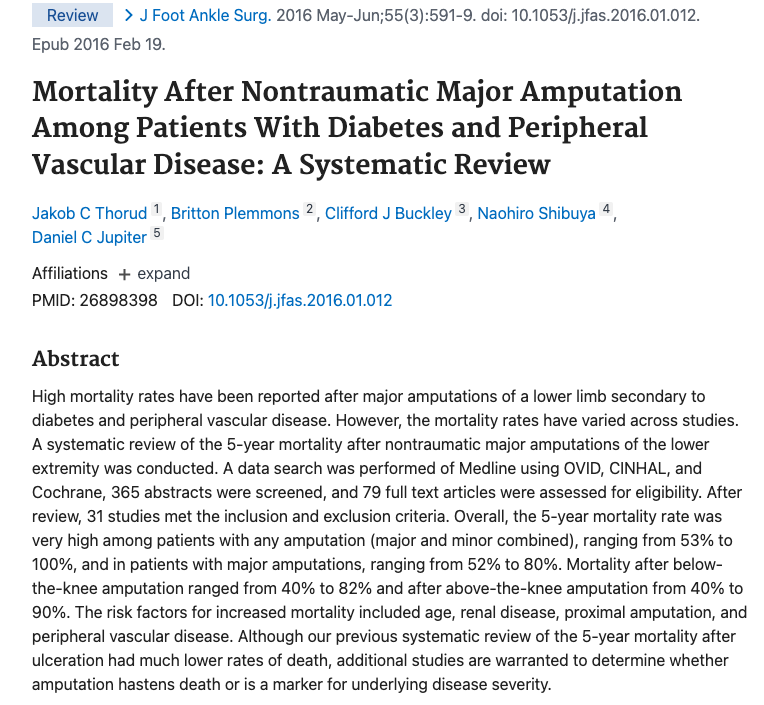 Review > J Foot Ankle Surg. 2016 May-Jun;55(3):591-9. doi: 10.1053/j.jfas.2016.01.012.
Epub 2016 Feb 19.
Mortality After Nontraumatic Major Amputation
Among Patients With Diabetes and Peripheral
Vascular Disease: A Systematic Review
Jakob C Thorud 1, Britton Plemmons 2, Clifford J Buckley 3, Naohiro Shibuya 4,
Daniel C Jupiter 5
Affiliations + expand
PMID: 26898398 DOI: 10.1053/j.jfas.2016.01.012
Abstract
High mortality rates have been reported after major amputations of a lower limb secondary to
diabetes and peripheral vascular disease. However, the mortality rates have varied across studies.
A systematic review of the 5-year mortality after nontraumatic major amputations of the lower
extremity was conducted. A data search was performed of Medline using OVID, CINHAL, and
Cochrane, 365 abstracts were screened, and 79 full text articles were assessed for eligibility. After
review, 31 studies met the inclusion and exclusion criteria. Overall, the 5-year mortality rate was
very high among patients with any amputation (major and minor combined), ranging from 53% to
100%, and in patients with major amputations, ranging from 52% to 80%. Mortality after below-
the-knee amputation ranged from 40% to 82% and after above-the-knee amputation from 40% to
90%. The risk factors for increased mortality included age, renal disease, proximal amputation, and
peripheral vascular disease. Although our previous systematic review of the 5-year mortality after
ulceration had much lower rates of death, additional studies are warranted to determine whether
amputation hastens death or is a marker for underlying disease severity.